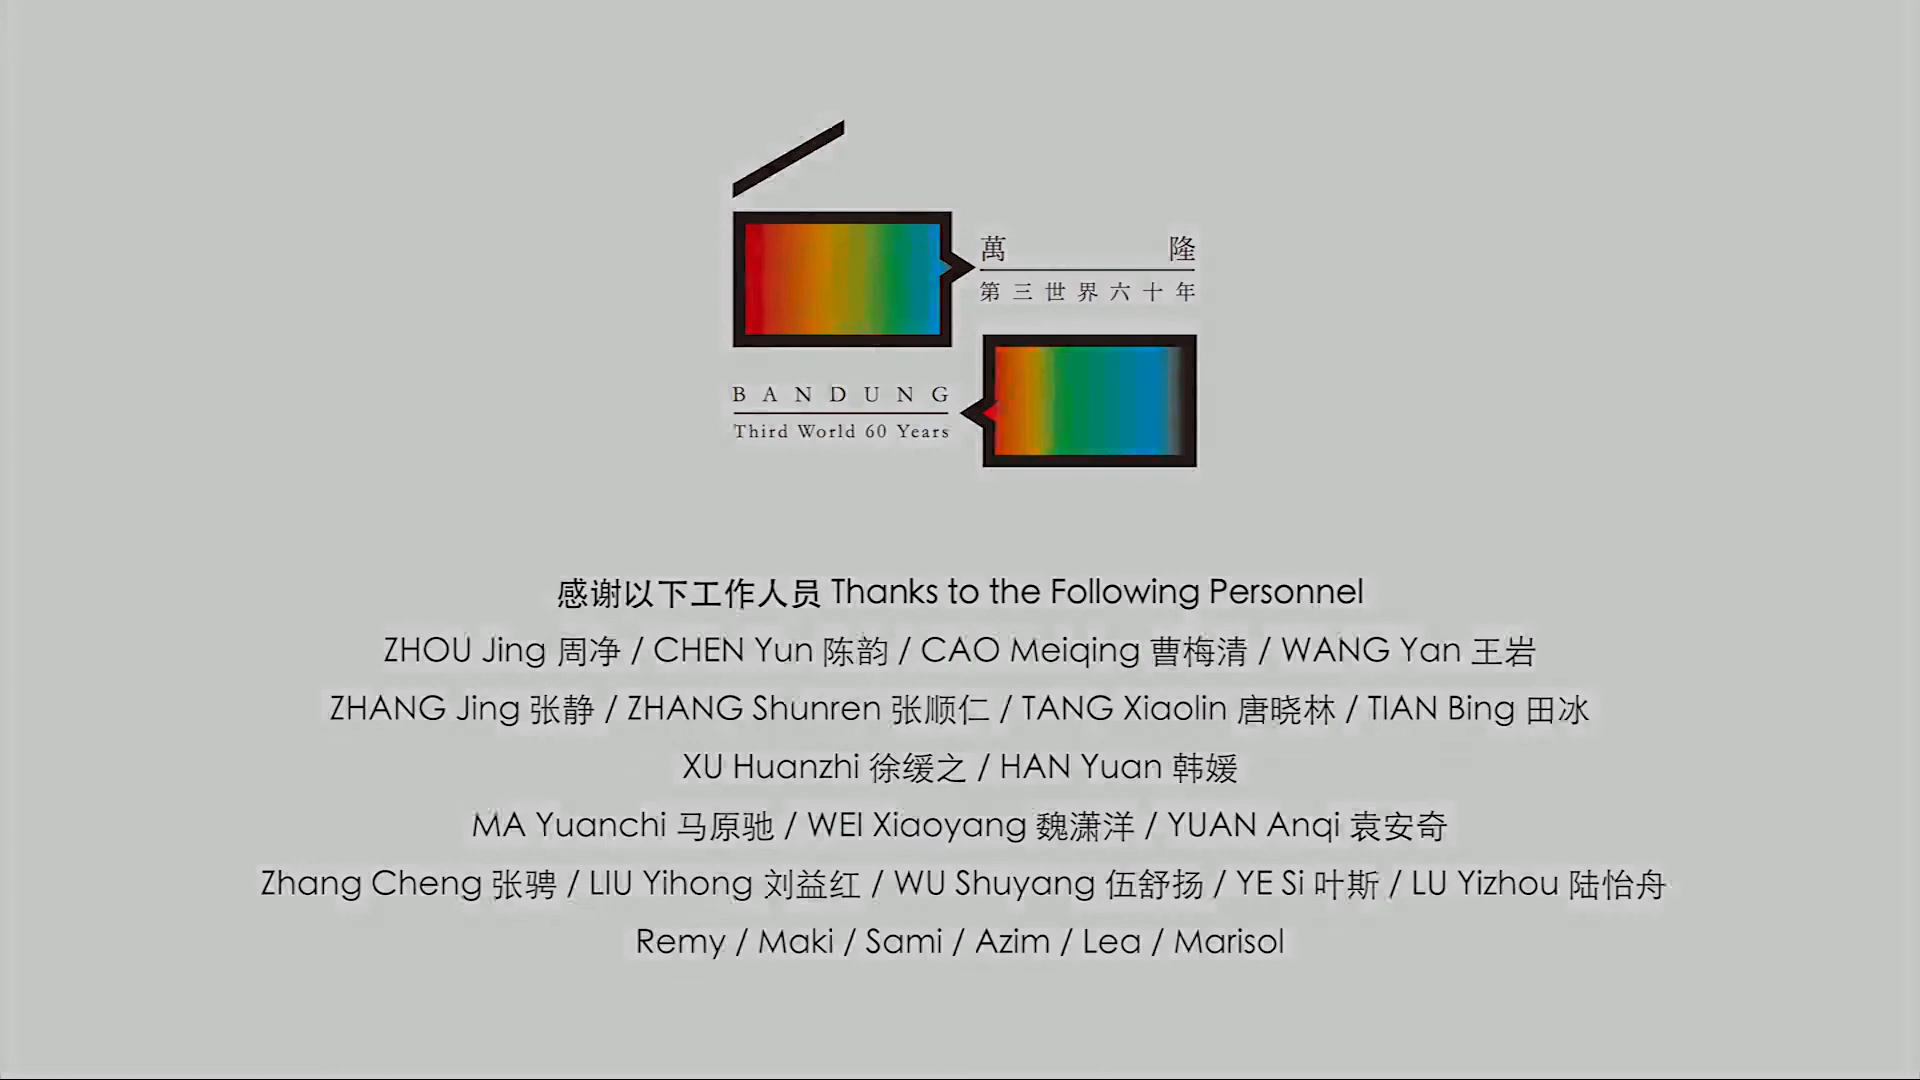 萬隆
第三世界六十年
BANDUNG
Third World 60 Years
感谢以下工作人员 Thanks to the Following Personnel
ZHOU Jing 周净 / CHEN Yun 陈韵 / CAO Meiqing 曹梅清 / WANG Yan 王岩
ZHANG Jing 张静 / ZHANG Shunren 张顺仁 / TANG Xiaolin 唐晓林 / TIAN Bing 田冰
XU Huanzhi 徐缓之 / HAN Yuan 韩媛
MA Yuanchi 马原驰 / WEI Xiaoyang 魏潇洋 / YUAN Anqi 袁安奇
Zhang Cheng 张骋 / LIU Yihong 刘益红 / WU Shuyang 伍舒扬 / YE Si 叶斯 / LU Yizhou 陆怡舟
Remy / Maki / Sami / Azim / Lea / Marisol